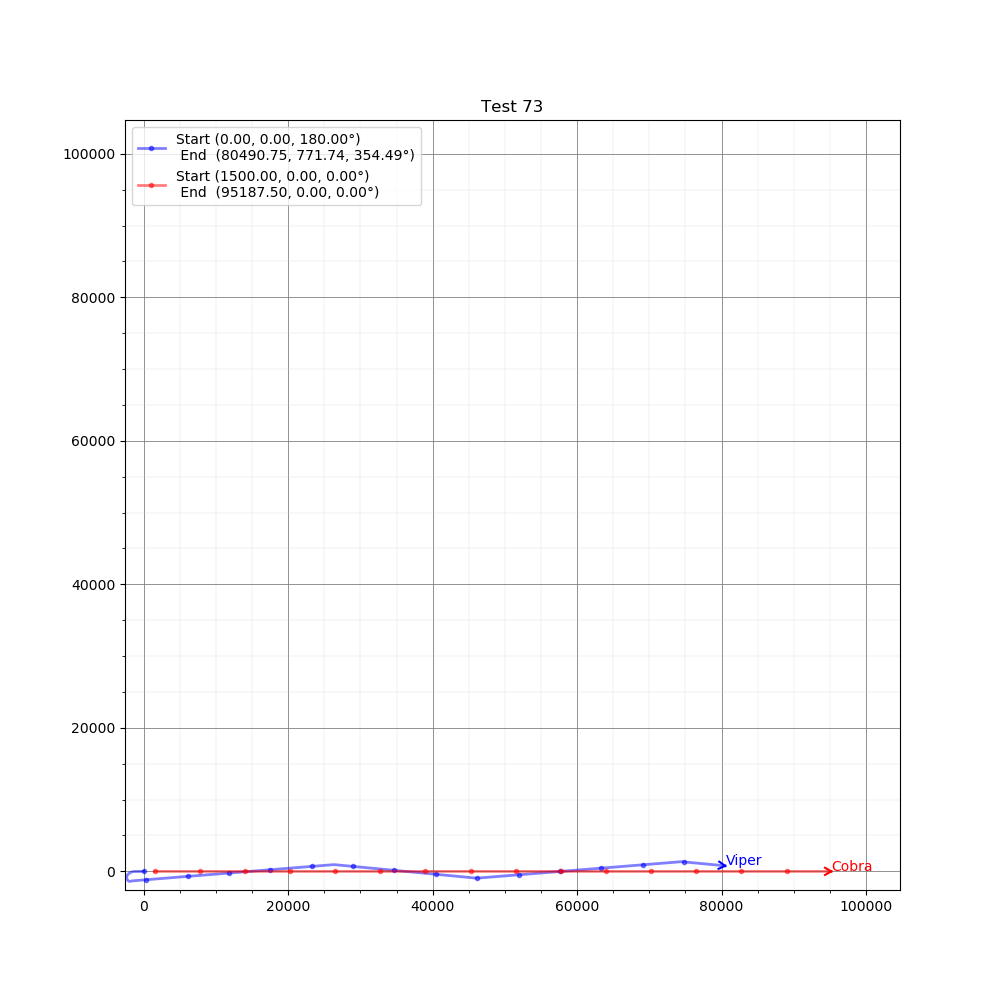 Test 73
Start (0.00, 0.00, 180.00°)
End (80490.75, 771.74, 354.49°)
Start (1500.00, 0.00, 0.00°)
End (95187.50, 0.00, 0.00°)
100000
80000
60000
40000
20000
0
Viper
Cobra
0 20000 40000 60000 80000 100000